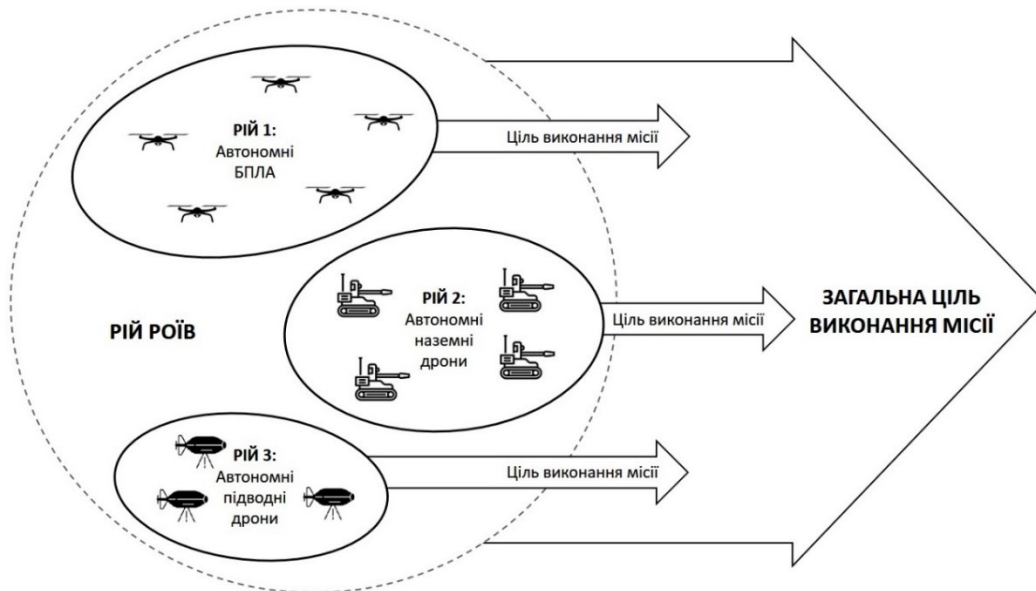 РІЙ 1:
Автономні
БПЛА
Ціль виконання місії
РІЙ РОЇВ
РІЙ 2:
Автономні
наземні
дрони
Ціль виконання місії
ЗАГАЛЬНА ЦІЛЬ
ВИКОНАННЯ МІСІЇ
РІЙ 3:
Автономні
підводні
дрони
Ціль виконання місії